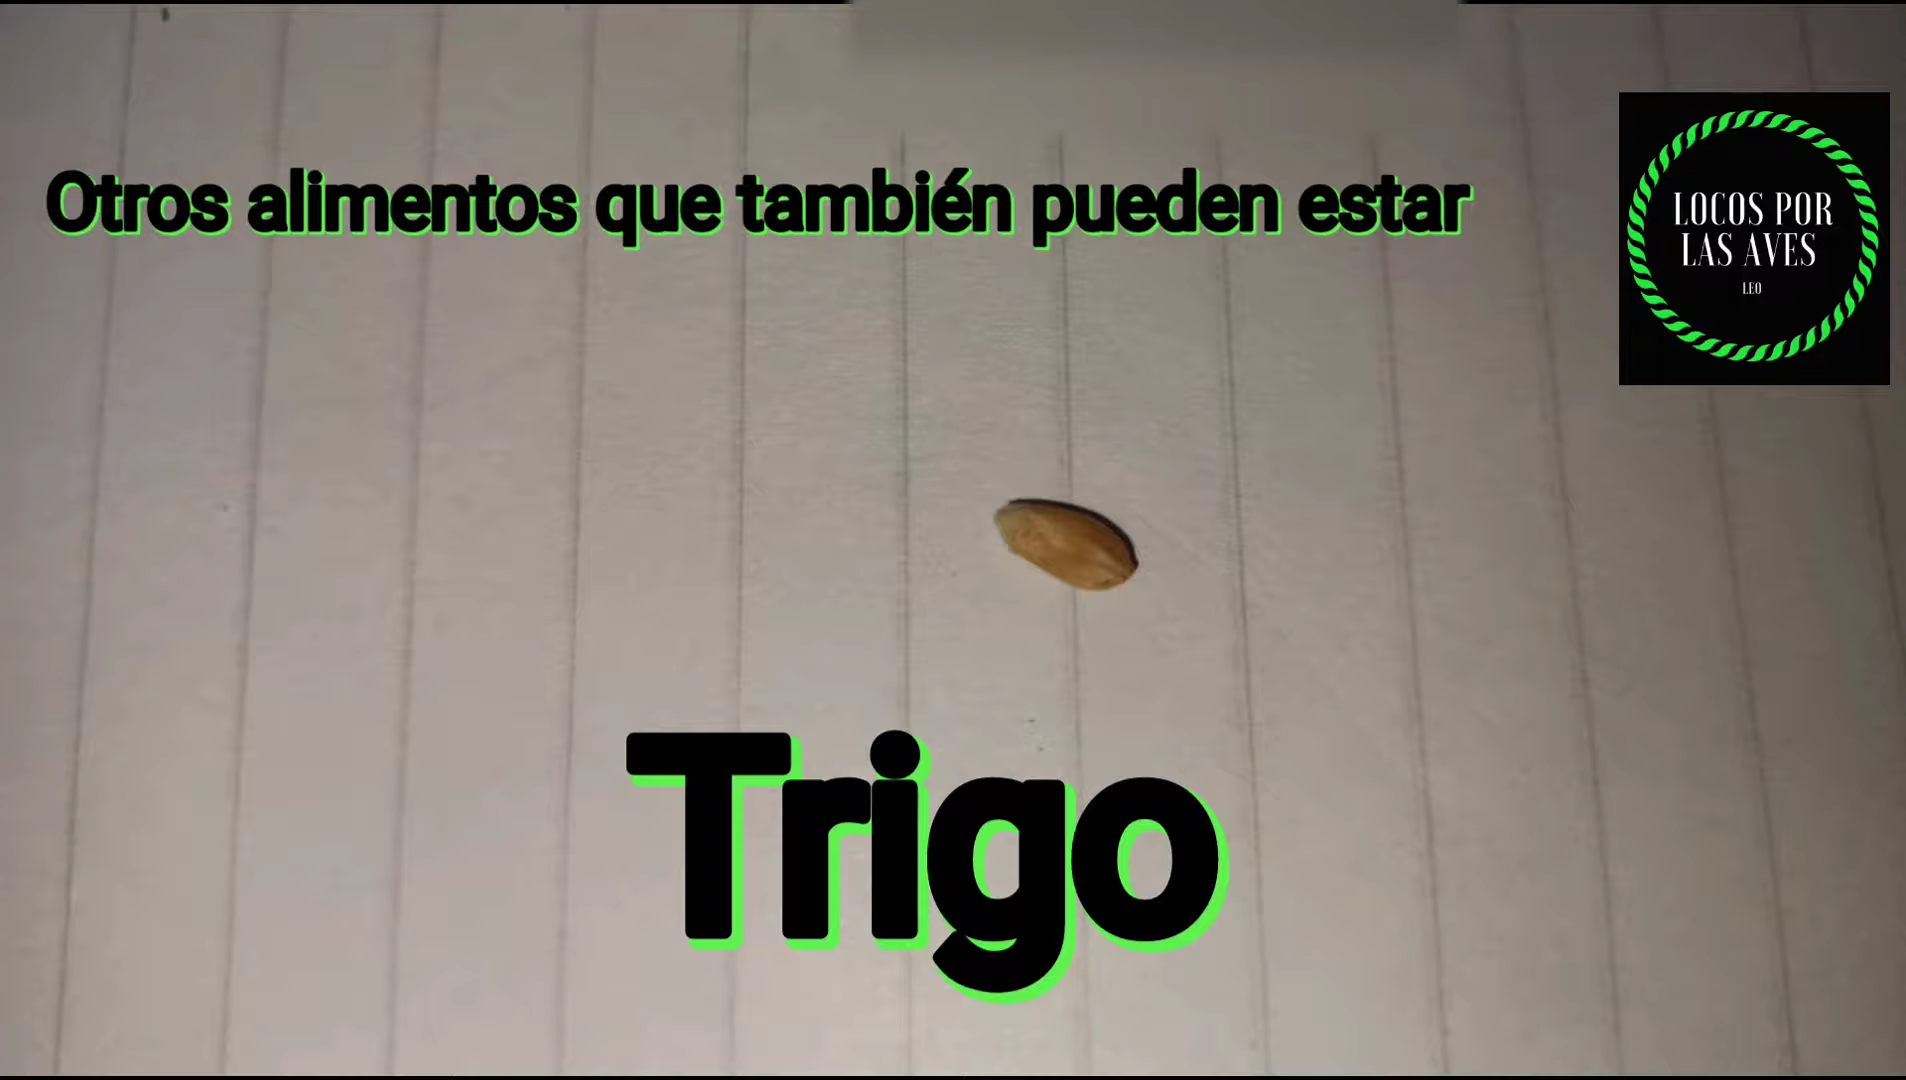 Otros alimentos que también pueden estar
LOCOS POR
LAS AVES
LEO
Trigo